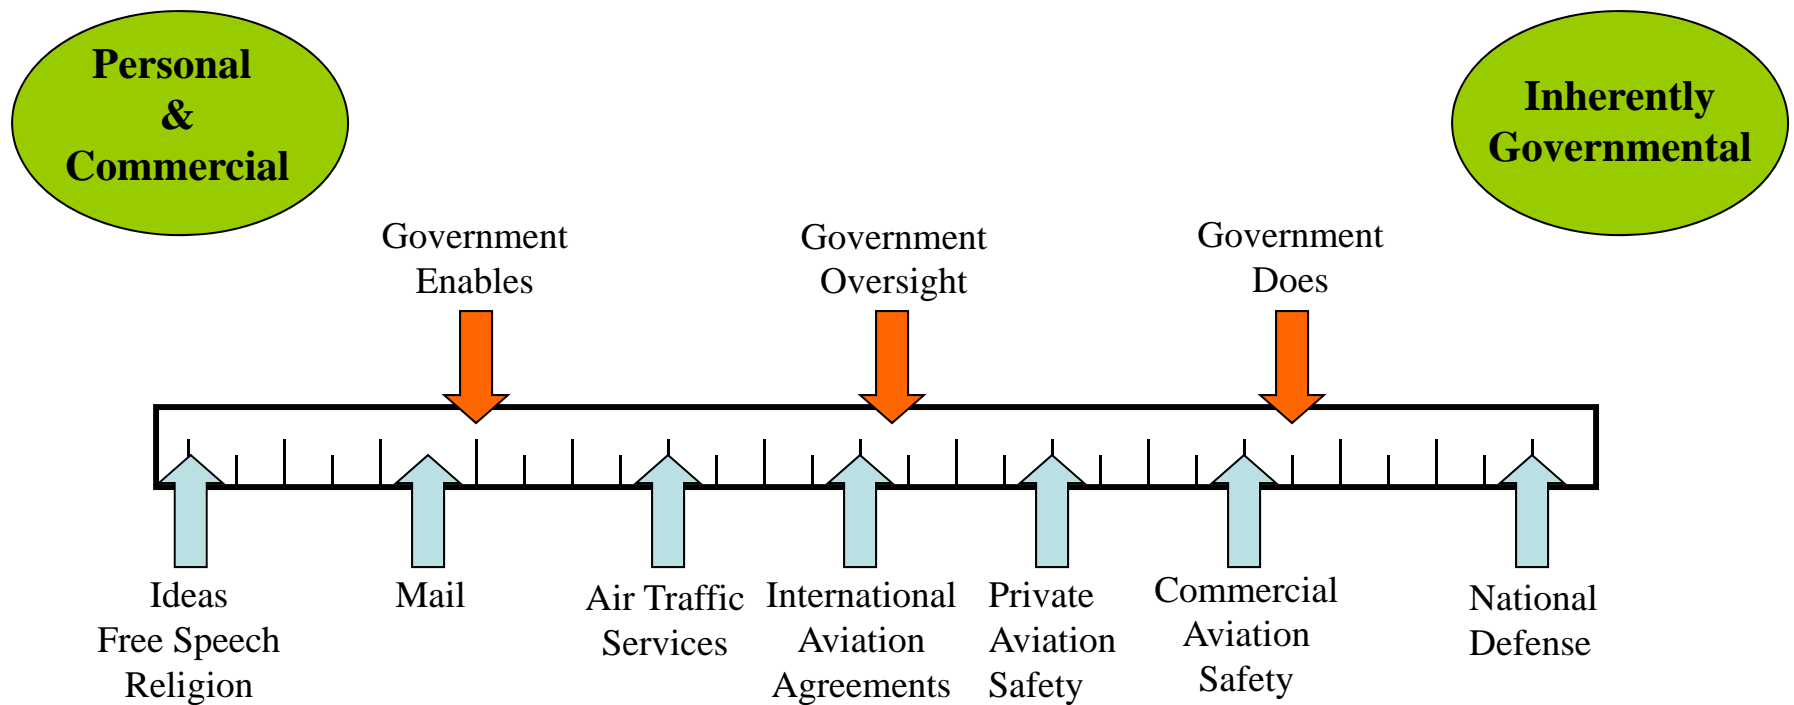 Personal
&
Commercial
Inherently
Governmental
Government
Enables
Government
Oversight
Government
Does
Ideas
Free Speech
Religion
Mail
Air Traffic
Services
International
Aviation
Agreements
Private
Aviation
Safety
Commercial
Aviation
Safety
National
Defense